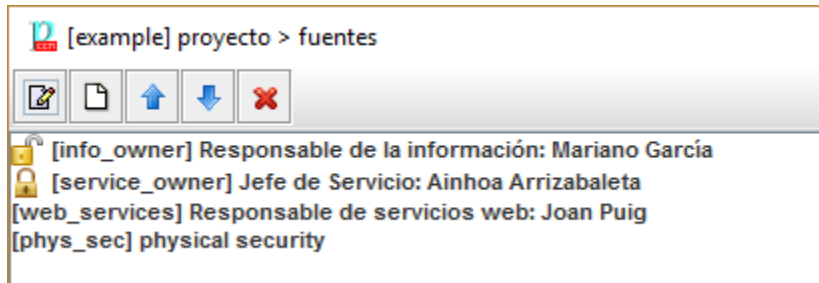 [example] proyecto > fuentes
[info_owner] Responsable de la información: Mariano García
[service_owner] Jefe de Servicio: Ainhoa Arrizabaleta
[web_services] Responsable de servicios web: Joan Puig
[phys_sec] physical security